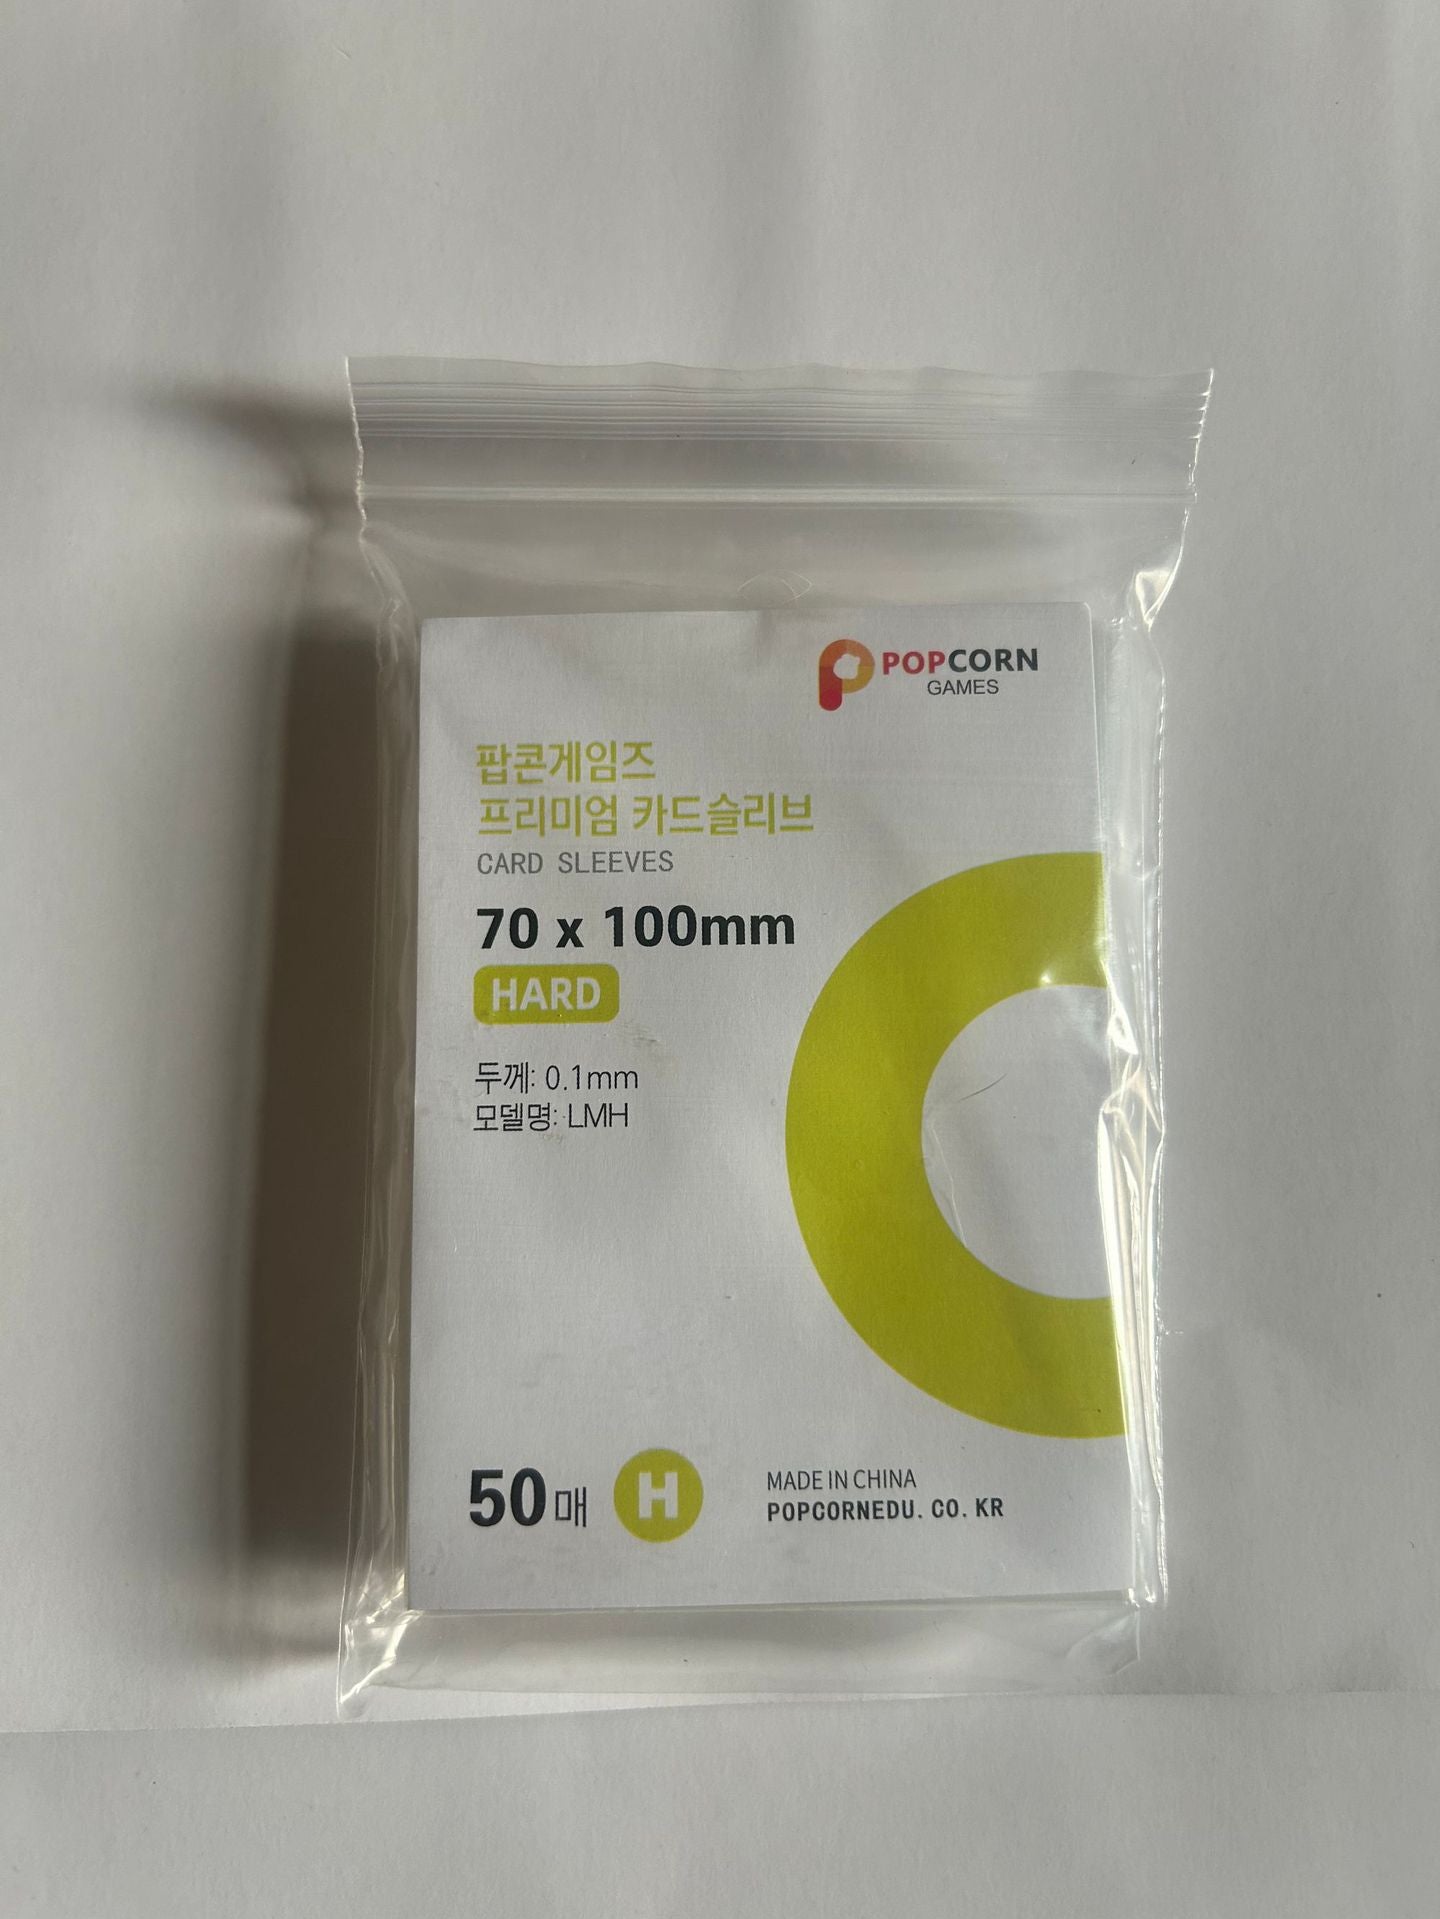 POPCORN
GAMES
팝콘게임즈
프리미엄 카드슬리브
CARD SLEEVES
70 x 100mm
HARD
두께: 0.1mm
모델명: LMH
50매
H
MADE IN CHINA
POPCORNEDU. CO. KR